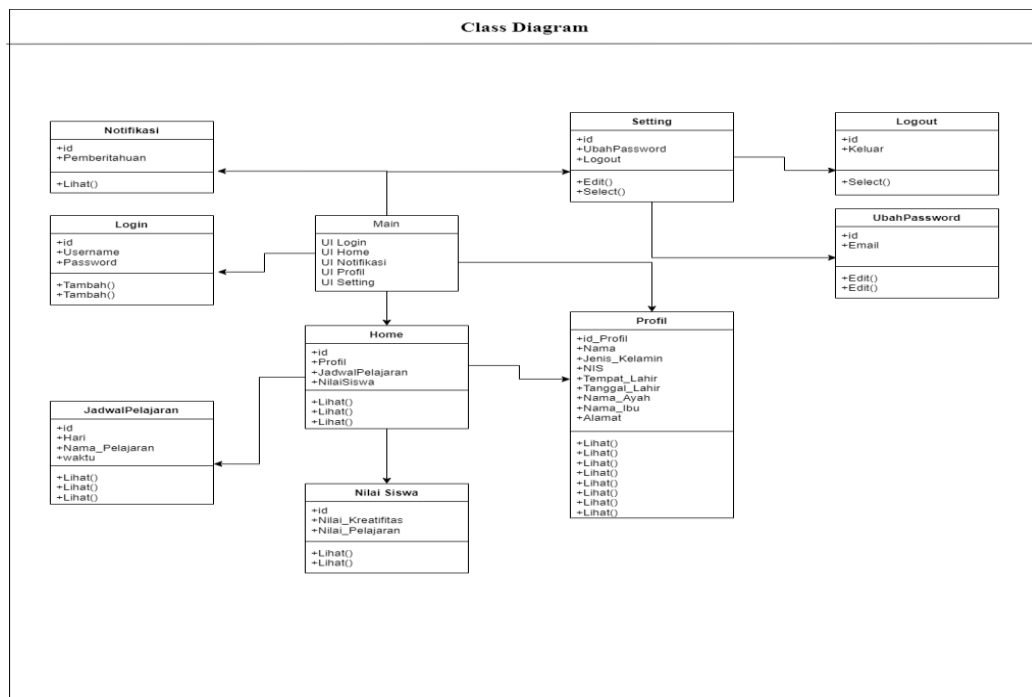 Class Diagram
Notifikasi
+id
+Pemberitahuan
+Lihat()
Setting
+id
+UbahPassword
+Logout
+Edit()
+Select()
Logout
+id
+Keluar
+Select()
Login
+id
+Username
+Password
+Tambah()
+Tambah()
Main
UI Login
UI Home
UI Notifikasi
UI Profil
UI Setting
UbahPassword
+id
+Email
+Edit()
+Edit()
Home
+id
+Profil
+JadwalPelajaran
+NilaiSiswa
+Lihat()
+Lihat()
+Lihat()
Profil
+id_Profil
+Nama
+Jenis_Kelamin
+NIS
+Tempat_Lahir
+Tanggal_Lahir
+Nama_Ayah
+Nama_Ibu
+Alamat
+Lihat()
+Lihat()
+Lihat()
+Lihat()
+Lihat()
+Lihat()
+Lihat()
+Lihat()
JadwalPelajaran
+id
+Hari
+Nama_Pelajaran
+waktu
+Lihat()
+Lihat()
+Lihat()
Nilai Siswa
+id
+Nilai_Kreatifitas
+Nilai_Pelajaran
+Lihat()
+Lihat()